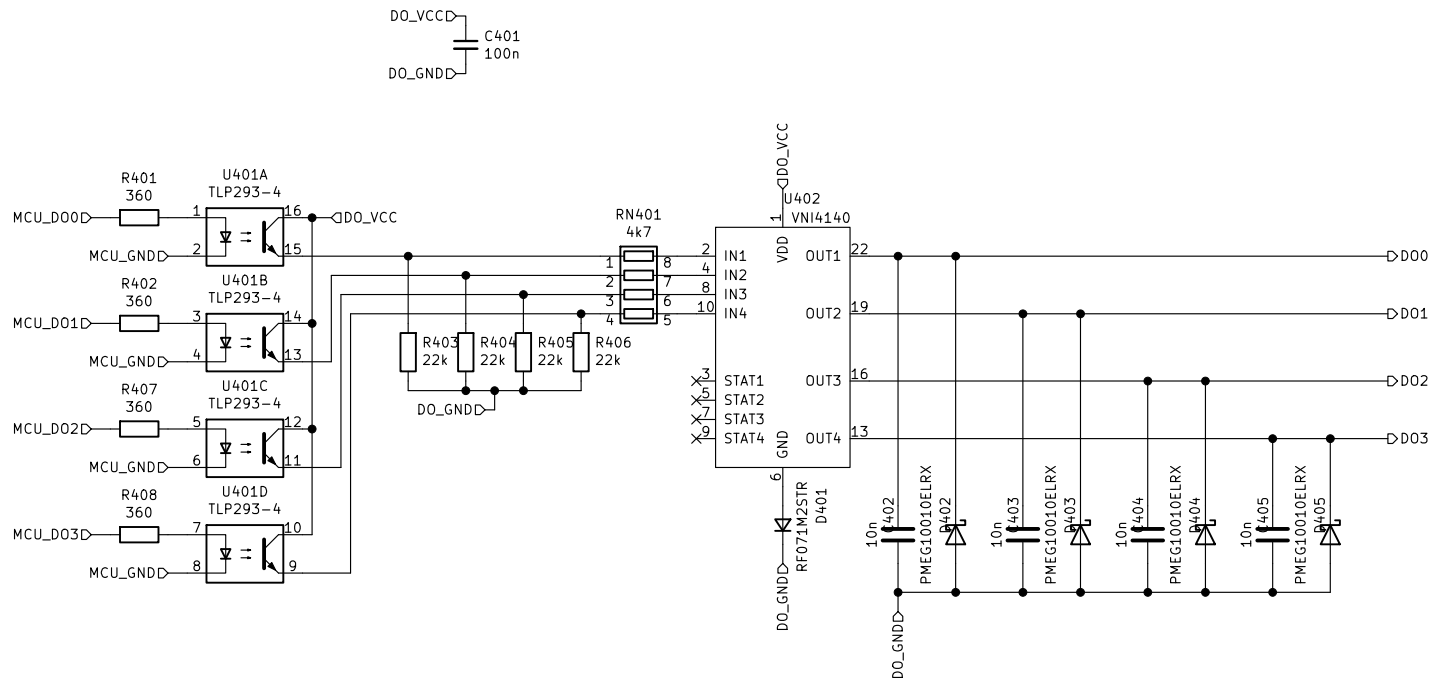 DO_VCC
C401
100n
DO_GND
DO_VCC
R401
360
U401A
TLP293-4
MCU_DO0
1
16
DO_VCC
MCU_GND
2
15
R402
360
U401B
TLP293-4
MCU_DO1
3
14
MCU_GND
4
13
R407
360
U401C
TLP293-4
MCU_DO2
5
12
MCU_GND
6
11
R408
360
U401D
TLP293-4
MCU_DO3
7
10
MCU_GND
8
9
R403
22k
R404
22k
R405
22k
R406
22k
DO_GND
RN401
4k7
1
8
2
7
3
6
4
5
U402
VNI4140
1
VDD
2
IN1
OUT1
22
4
IN2
8
IN3
10
IN4
OUT2
19
3
STAT1
OUT3
16
5
STAT2
7
STAT3
9
STAT4
OUT4
13
GND
6
RF071M2STR
D401
DO_GND
DO0
DO1
DO2
DO3
10n
C402
PMEG10010ELRX
D402
10n
C403
PMEG10010ELRX
D403
10n
C404
PMEG10010ELRX
D404
10n
C405
PMEG10010ELRX
D405
DO_GND